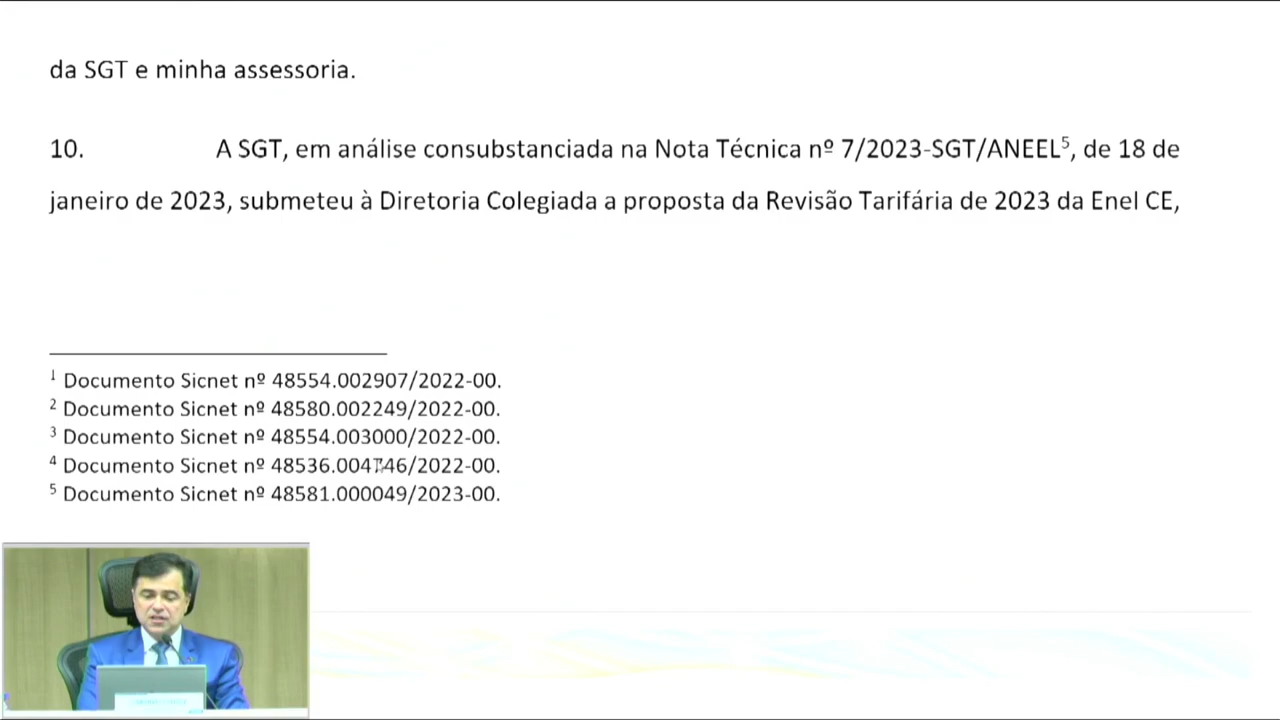 da SGT e minha assessoria.
10. A SGT, em análise consubstanciada na Nota Técnica nº 7/2023-SGT/ANEEL⁵, de 18 de
janeiro de 2023, submeteu à Diretoria Colegiada a proposta da Revisão Tarifária de 2023 da Enel CE,
¹ Documento Sicnet nº 48554.002907/2022-00.
² Documento Sicnet nº 48580.002249/2022-00.
³ Documento Sicnet nº 48554.003000/2022-00.
⁴ Documento Sicnet nº 48536.004746/2022-00.
⁵ Documento Sicnet nº 48581.000049/2023-00.